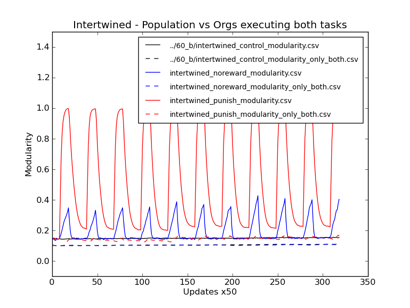 Intertwined - Population vs Orgs executing both tasks
../60_b/intertwined_control_modularity.csv
../60_b/intertwined_control_modularity_only_both.csv
intertwined_noreward_modularity.csv
intertwined_noreward_modularity_only_both.csv
intertwined_punish_modularity.csv
intertwined_punish_modularity_only_both.csv
Modularity
1.4
1.2
1.0
0.8
0.6
0.4
0.2
0.0
0
50
100
150
200
250
300
350
Updates x50